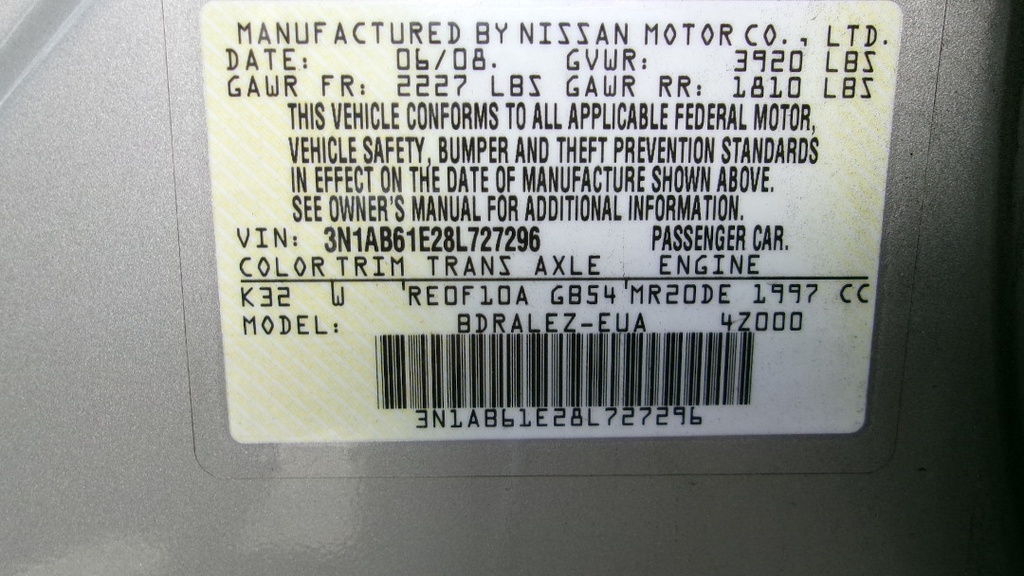 MANUFACTURED BY NISSAN MOTOR CO., LTD.
DATE: 06/08. GVWR: 3920 LBS
GAWR FR: 2227 LBS GAWR RR: 1810 LBS
THIS VEHICLE CONFORMS TO ALL APPLICABLE FEDERAL MOTOR,
VEHICLE SAFETY, BUMPER AND THEFT PREVENTION STANDARDS
IN EFFECT ON THE DATE OF MANUFACTURE SHOWN ABOVE.
SEE OWNER'S MANUAL FOR ADDITIONAL INFORMATION.
VIN: 3N1AB61E28L727296 PASSENGER CAR.
COLOR TRIM TRANS AXLE ENGINE
K32 W RE0F10A GB54 MR20DE 1997 CC
MODEL: BDRALEZ-EUA 4Z000
3N1AB61E28L727296